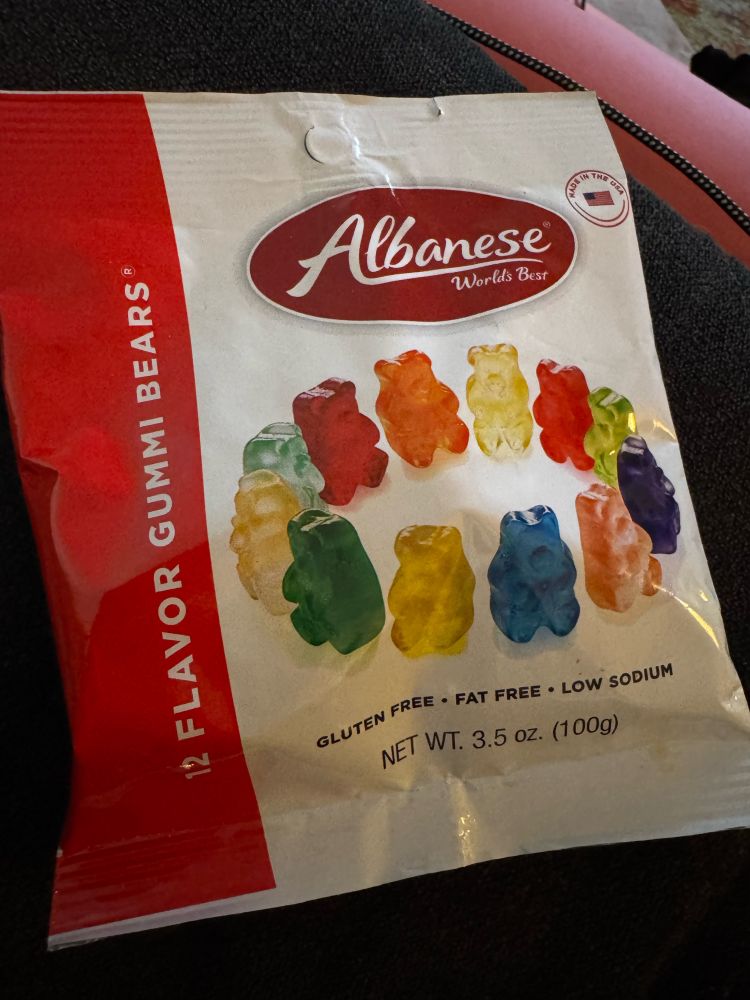 MADE IN THE USA
Albanese®
World's Best
12 FLAVOR GUMMI BEARS®
GLUTEN FREE • FAT FREE • LOW SODIUM
NET WT. 3.5 oz. (100g)